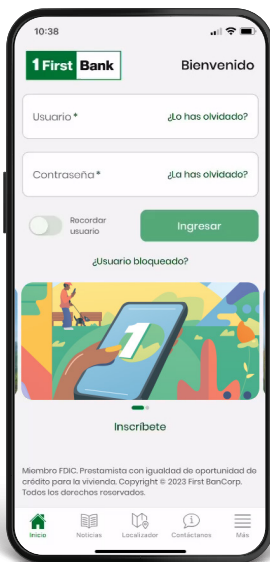 10:38
1 First Bank
Bienvenido
Usuario * ¿Lo has olvidado?
Contraseña * ¿La has olvidado?
Recordar
usuario
Ingresar
¿Usuario bloqueado?
1
Inscríbete
Miembro FDIC. Prestamista con igualdad de oportunidad de
crédito para la vivienda. Copyright © 2023 First BanCorp.
Todos los derechos reservados.
Inicio Noticias Localizador Contáctanos Más